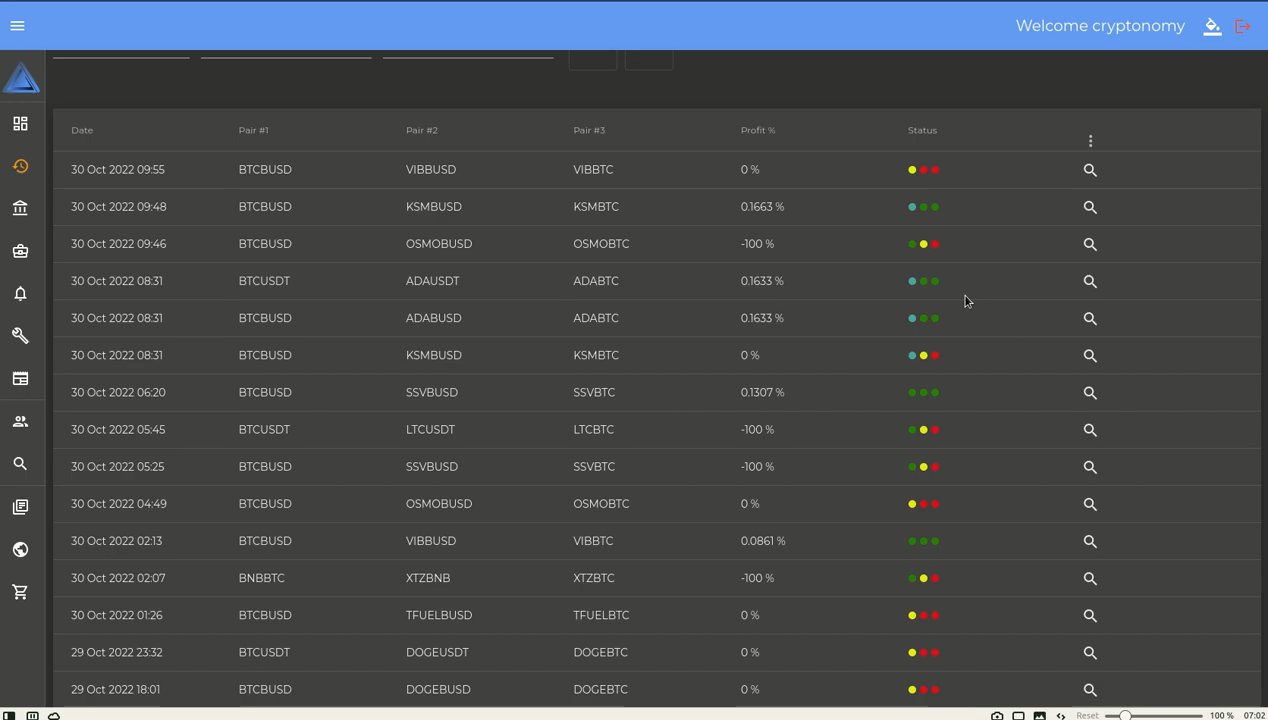 Welcome cryptonomy
Date Pair #1 Pair #2 Pair #3 Profit % Status
30 Oct 2022 09:55 BTCBUSD VIBBUSD VIBBTC 0 %
30 Oct 2022 09:48 BTCBUSD KSMBUSD KSMBTC 0.1663 %
30 Oct 2022 09:46 BTCBUSD OSMOBUSD OSMOBTC -100 %
30 Oct 2022 08:31 BTCUSDT ADAUSDT ADABTC 0.1633 %
30 Oct 2022 08:31 BTCBUSD ADABUSD ADABTC 0.1633 %
30 Oct 2022 08:31 BTCBUSD KSMBUSD KSMBTC 0 %
30 Oct 2022 06:20 BTCBUSD SSVBUSD SSVBTC 0.1307 %
30 Oct 2022 05:45 BTCUSDT LTCUSDT LTCBTC -100 %
30 Oct 2022 05:25 BTCBUSD SSVBUSD SSVBTC -100 %
30 Oct 2022 04:49 BTCBUSD OSMOBUSD OSMOBTC 0 %
30 Oct 2022 02:13 BTCBUSD VIBBUSD VIBBTC 0.0861 %
30 Oct 2022 02:07 BNBBTC XTZBNB XTZBTC -100 %
30 Oct 2022 01:26 BTCBUSD TFUELBUSD TFUELBTC 0 %
29 Oct 2022 23:32 BTCUSDT DOGEUSDT DOGEBTC 0 %
29 Oct 2022 18:01 BTCBUSD DOGEBUSD DOGEBTC 0 %
Reset 100 % 07:02